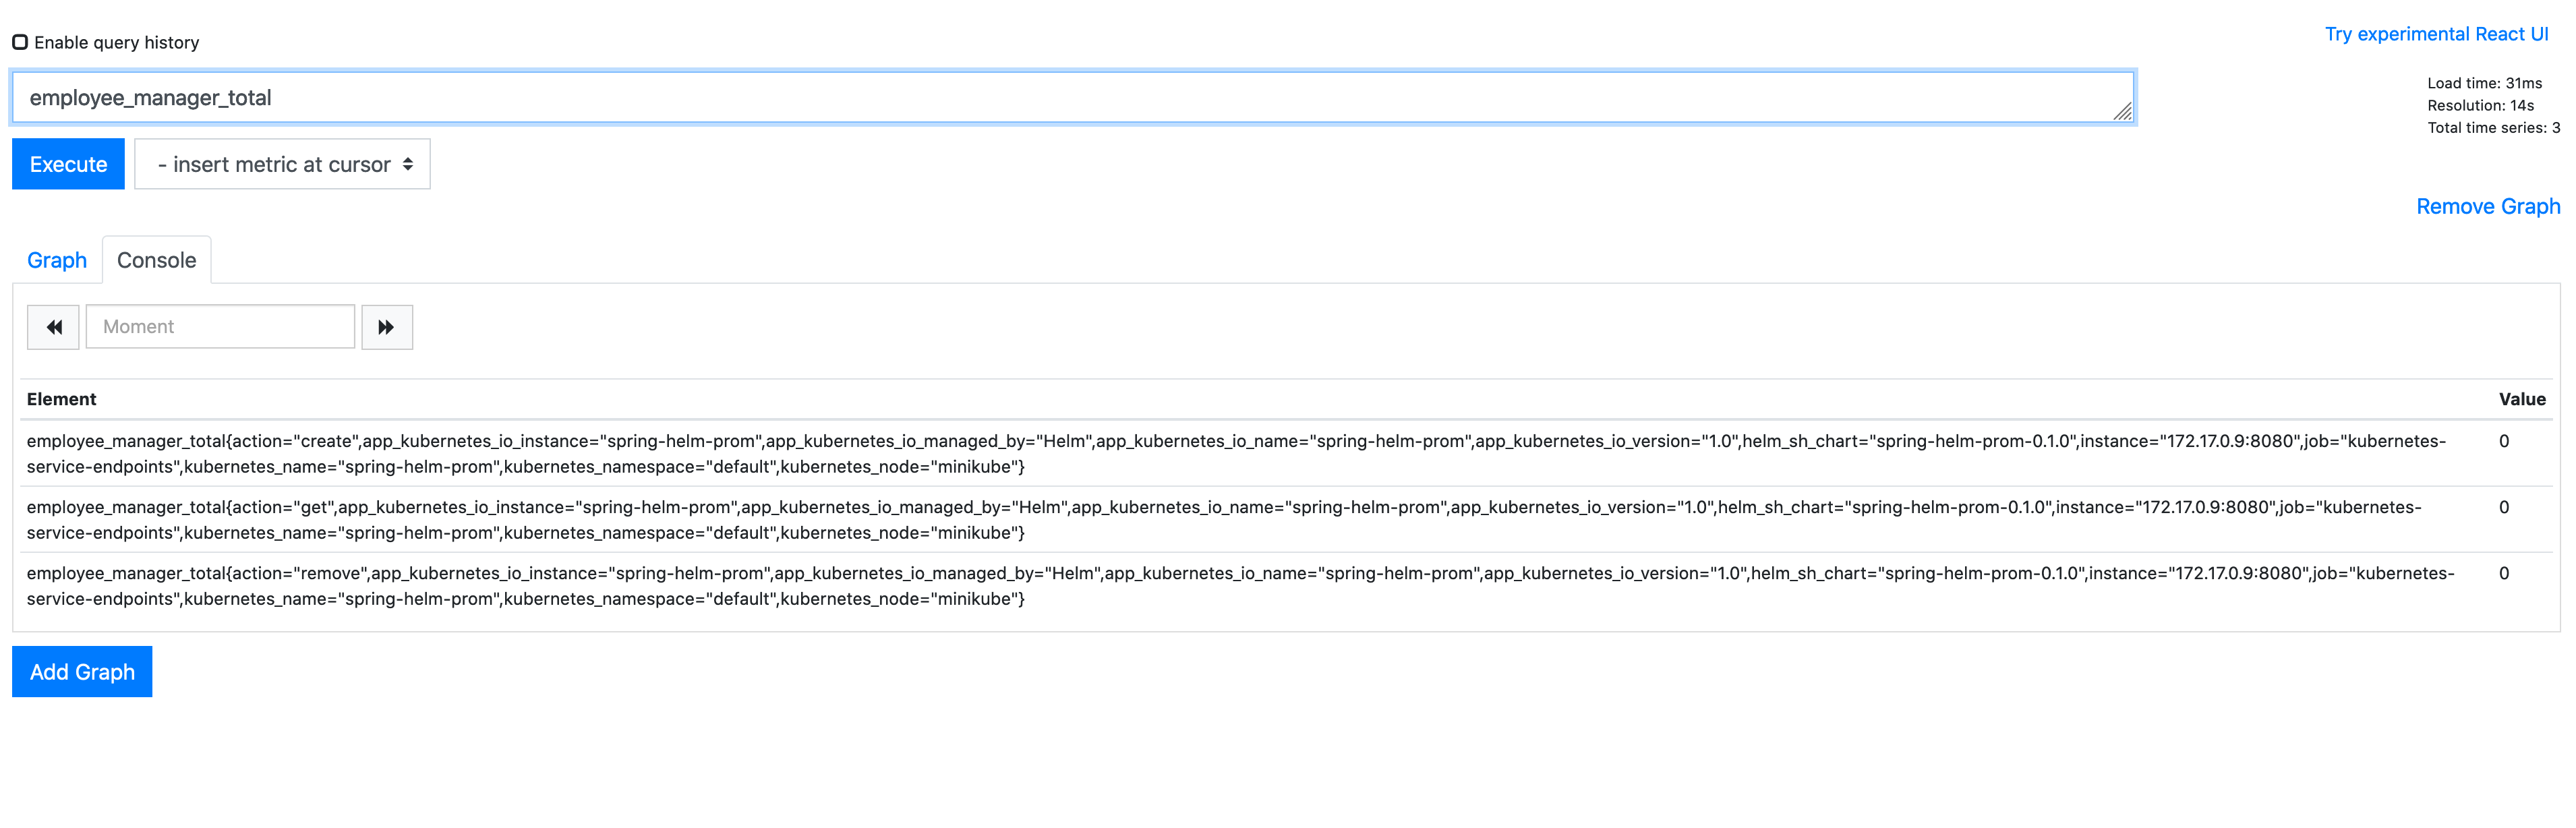 Enable query history
Try experimental React UI
employee_manager_total
Load time: 31ms
Resolution: 14s
Total time series: 3
Execute
- insert metric at cursor
Remove Graph
Graph
Console
Moment
Element
Value
employee_manager_total{action="create",app_kubernetes_io_instance="spring-helm-prom",app_kubernetes_io_managed_by="Helm",app_kubernetes_io_name="spring-helm-prom",app_kubernetes_io_version="1.0",helm_sh_chart="spring-helm-prom-0.1.0",instance="172.17.0.9:8080",job="kubernetes-
service-endpoints",kubernetes_name="spring-helm-prom",kubernetes_namespace="default",kubernetes_node="minikube"}
0
employee_manager_total{action="get",app_kubernetes_io_instance="spring-helm-prom",app_kubernetes_io_managed_by="Helm",app_kubernetes_io_name="spring-helm-prom",app_kubernetes_io_version="1.0",helm_sh_chart="spring-helm-prom-0.1.0",instance="172.17.0.9:8080",job="kubernetes-
service-endpoints",kubernetes_name="spring-helm-prom",kubernetes_namespace="default",kubernetes_node="minikube"}
0
employee_manager_total{action="remove",app_kubernetes_io_instance="spring-helm-prom",app_kubernetes_io_managed_by="Helm",app_kubernetes_io_name="spring-helm-prom",app_kubernetes_io_version="1.0",helm_sh_chart="spring-helm-prom-0.1.0",instance="172.17.0.9:8080",job="kubernetes-
service-endpoints",kubernetes_name="spring-helm-prom",kubernetes_namespace="default",kubernetes_node="minikube"}
0
Add Graph